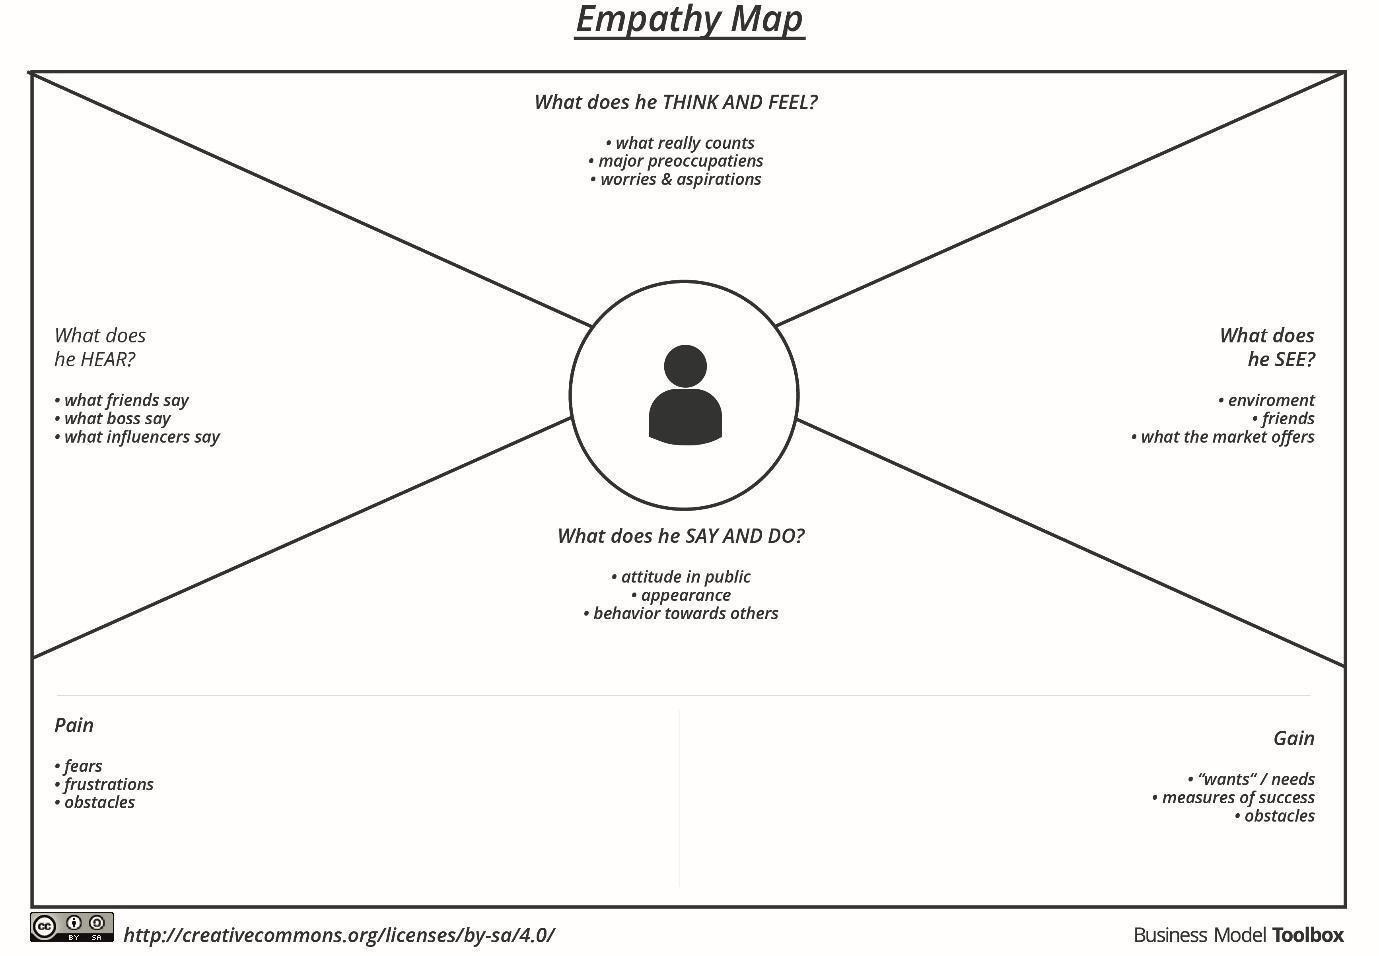 Empathy Map
What does he THINK AND FEEL?
• what really counts
• major preoccupatiens
• worries & aspirations
What does
he HEAR?
• what friends say
• what boss say
• what influencers say
What does
he SEE?
• enviroment
• friends
• what the market offers
What does he SAY AND DO?
• attitude in public
• appearance
• behavior towards others
Pain
• fears
• frustrations
• obstacles
Gain
• “wants“ / needs
• measures of success
• obstacles
cc BY SA
http://creativecommons.org/licenses/by-sa/4.0/
Business Model Toolbox